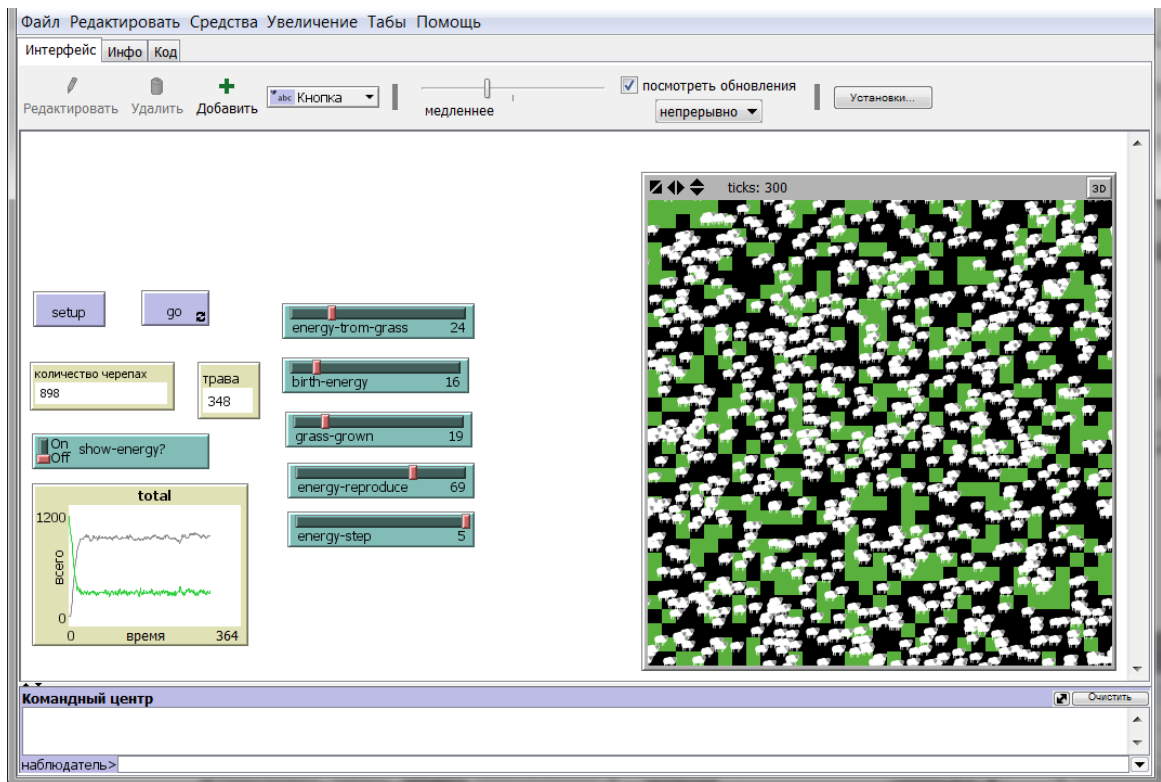 Файл Редактировать Средства Увеличение Табы Помощь
Интерфейс Инфо Код
Редактировать Удалить Добавить abc Кнопка медленнее посмотреть обновления непрерывно Установки...
ticks: 300 3D
setup go
energy-trom-grass 24
количество черепах 898
трава 348
birth-energy 16
On
Off show-energy?
grass-grown 19
energy-reproduce 69
energy-step 5
total
1200
всего
0
0 время 364
Командный центр Очистить
наблюдатель>